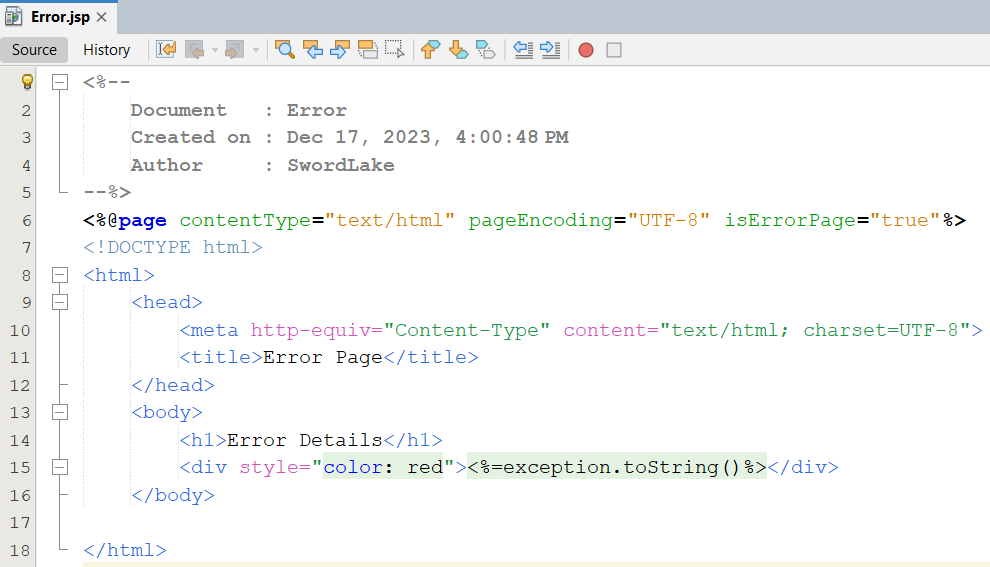 Error.jsp
Source History
<%--
2 Document : Error
3 Created on : Dec 17, 2023, 4:00:48 PM
4 Author : SwordLake
5 --%>
6 <%@page contentType="text/html" pageEncoding="UTF-8" isErrorPage="true"%>
7 <!DOCTYPE html>
8 <html>
9 <head>
10 <meta http-equiv="Content-Type" content="text/html; charset=UTF-8">
11 <title>Error Page</title>
12 </head>
13 <body>
14 <h1>Error Details</h1>
15 <div style="color: red"><%=exception.toString()%></div>
16 </body>
17
18 </html>